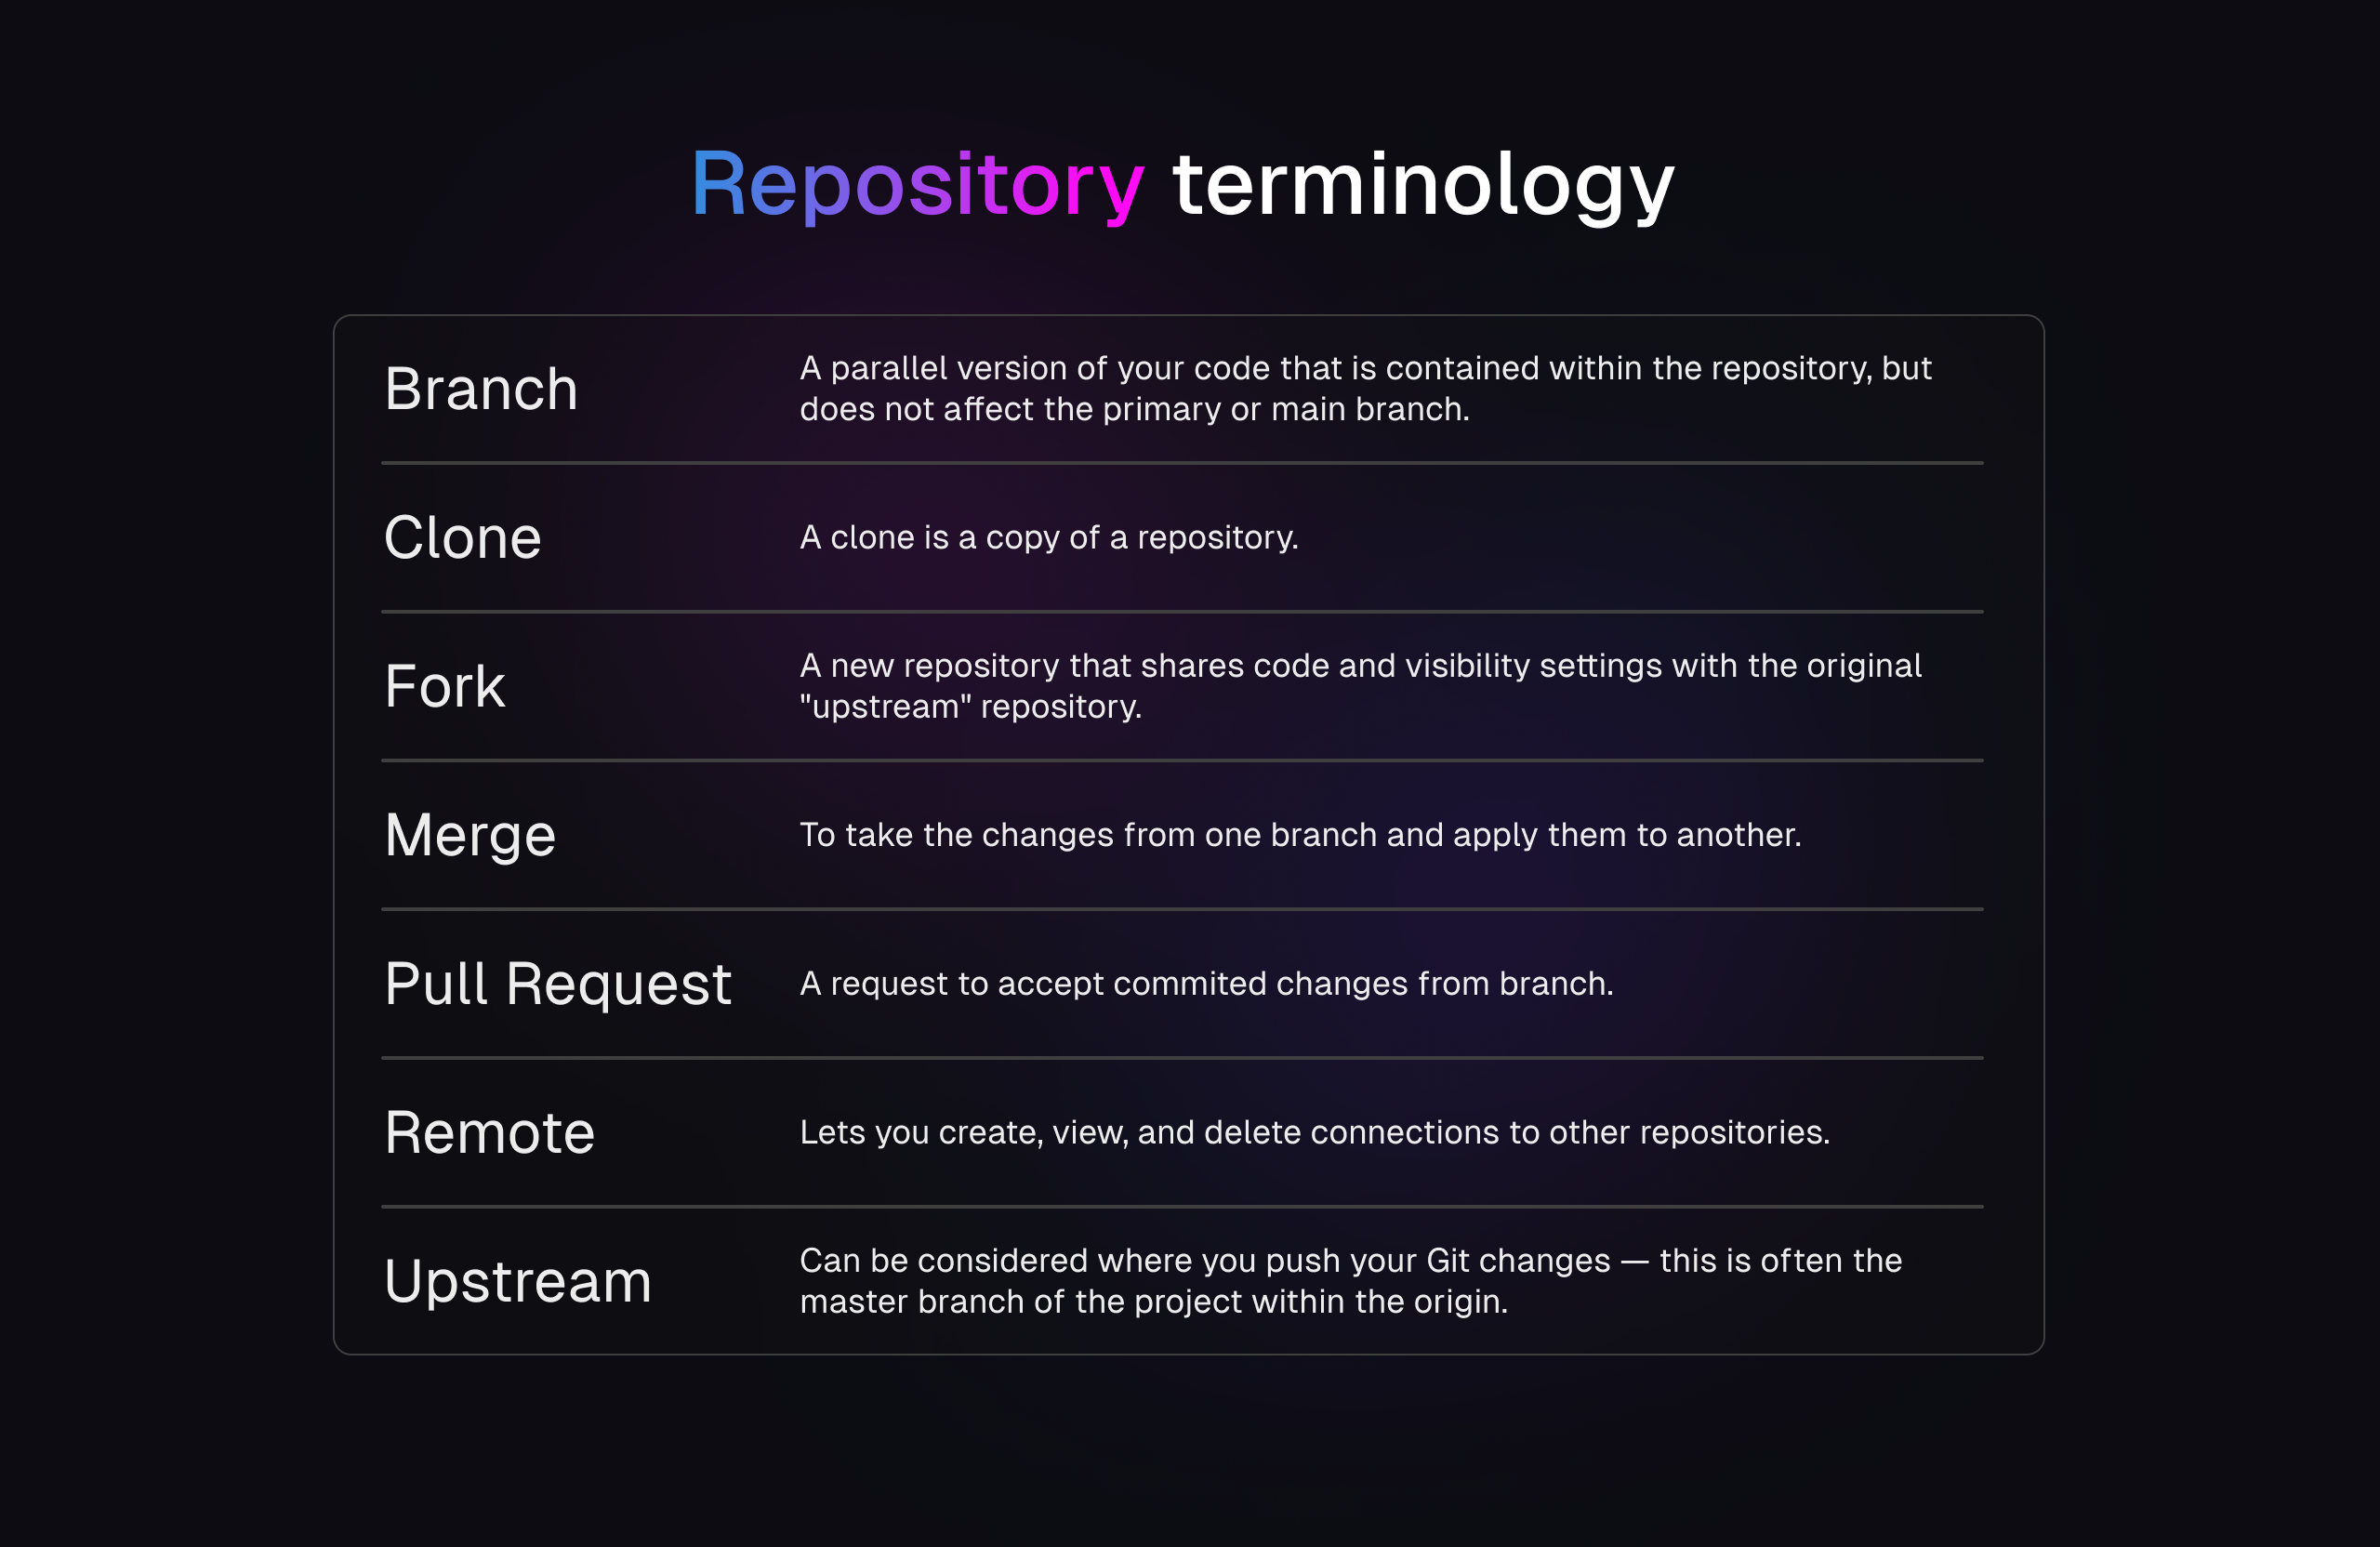 Repository terminology
Branch
A parallel version of your code that is contained within the repository, but
does not affect the primary or main branch.
Clone
A clone is a copy of a repository.
Fork
A new repository that shares code and visibility settings with the original
"upstream" repository.
Merge
To take the changes from one branch and apply them to another.
Pull Request
A request to accept commited changes from branch.
Remote
Lets you create, view, and delete connections to other repositories.
Upstream
Can be considered where you push your Git changes — this is often the
master branch of the project within the origin.